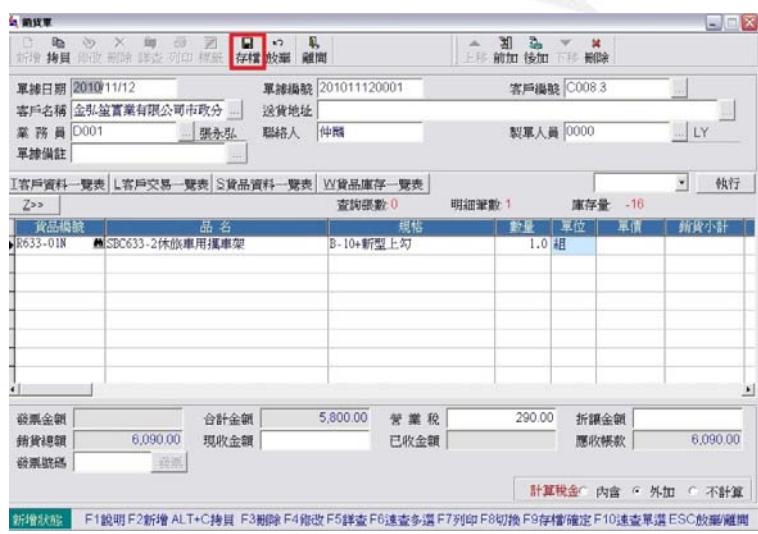 銷貨單
新增 拷貝 修改 刪除 詳查 列印 標籤 存檔 放棄 離開 上移 前加 後加 下移 刪除
單據日期 2010/11/12 單據編號 201011120001 客戶編號 C008.3 ...
客戶名稱 金弘笙實業有限公司市政分 ... 送貨地址 ...
業務員 D001 ... 張永弘 聯絡人 仲麟 製單人員 0000 ... LY
單據備註 ...
I客戶資料一覽表 L客戶交易一覽表 S貨品資料一覽表 W貨品庫存一覽表 執行
Z>> 查詢張數: 0 明細筆數: 1 庫存量: -16
貨品編號 品名 規格 數量 單位 單價 銷貨小計
R633-01N SBC633-2休旅車用攜車架 B-10+新型上勾 1.0 組
發票金額 合計金額 5,800.00 營業稅 290.00 折讓金額
銷貨總額 6,090.00 現收金額 已收金額 應收帳款 6,090.00
發票號碼 發票
計算稅金 內含 外加 不計算
新增狀態 F1說明 F2新增 ALT+C拷貝 F3刪除 F4修改 F5詳查 F6速查多選 F7列印 F8切換 F9存檔/確定 F10速查單選 ESC放棄/離開